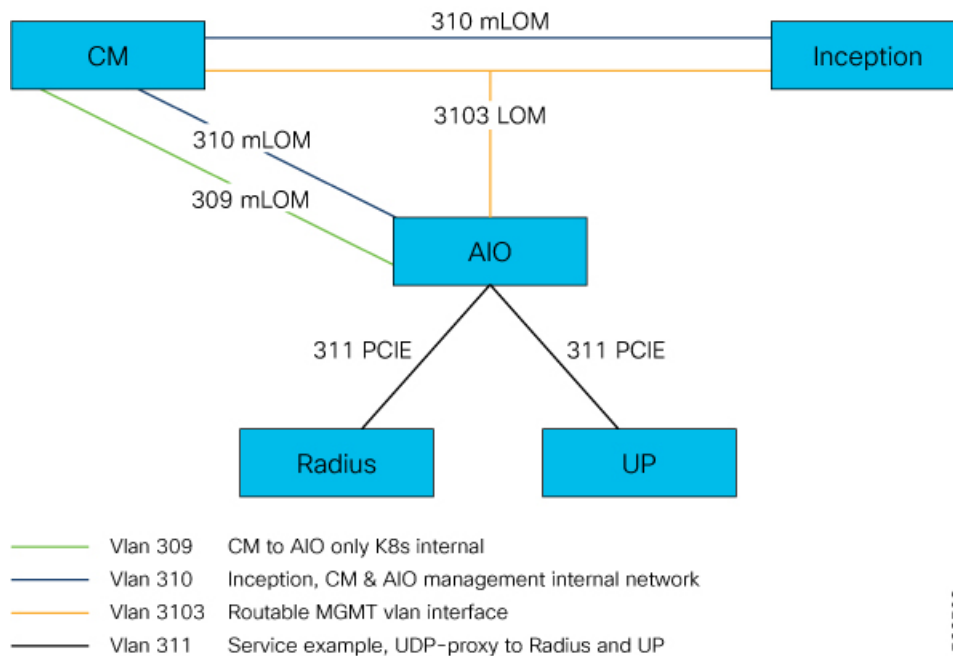 310 mLOM
CM
Inception
3103 LOM
310 mLOM
309 mLOM
AIO
311 PCIE
311 PCIE
Radius
UP
Vlan 309 CM to AIO only K8s internal
Vlan 310 Inception, CM & AIO management internal network
Vlan 3103 Routable MGMT vlan interface
Vlan 311 Service example, UDP-proxy to Radius and UP